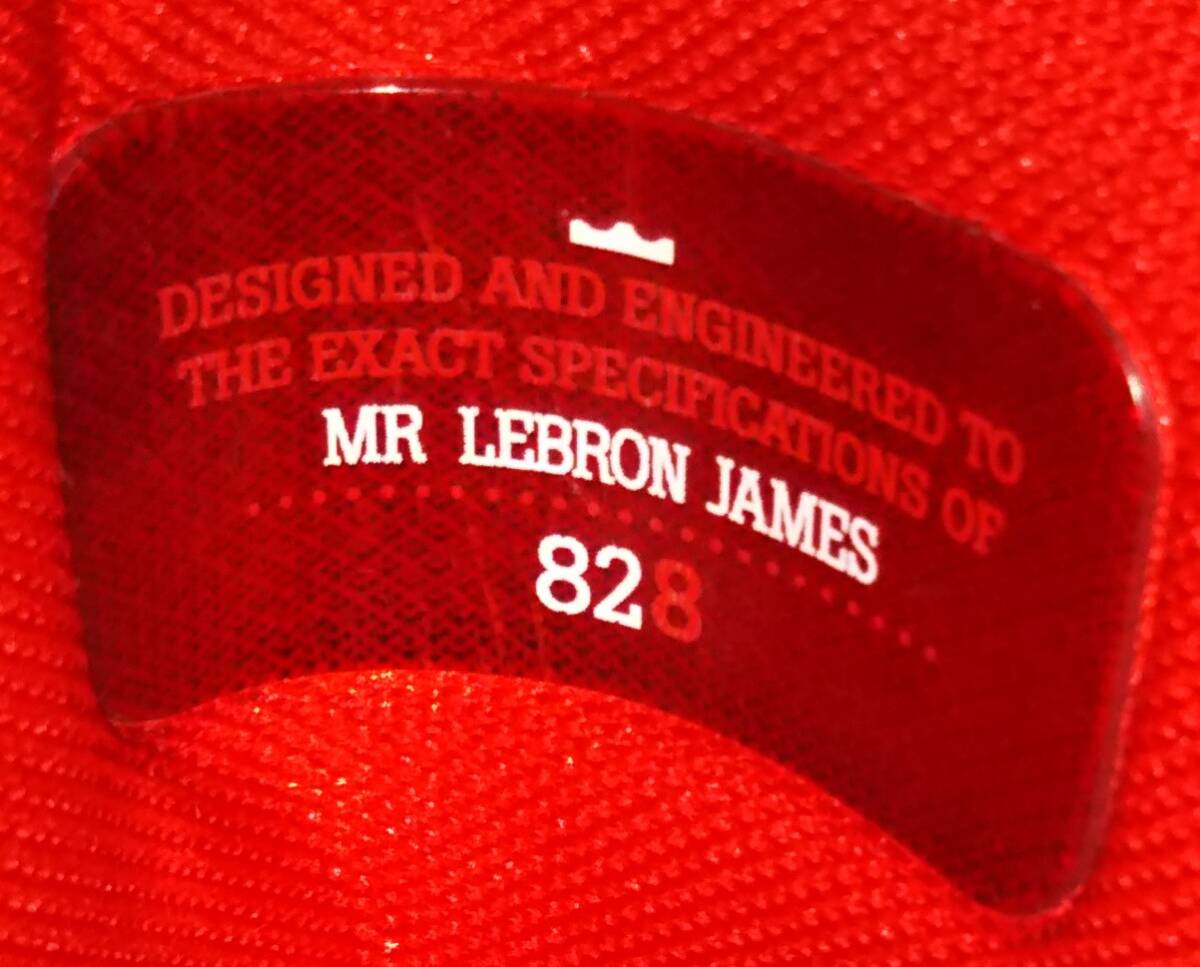 DESIGNED AND ENGINEERED TO
THE EXACT SPECIFICATIONS OF
MR LEBRON JAMES
828